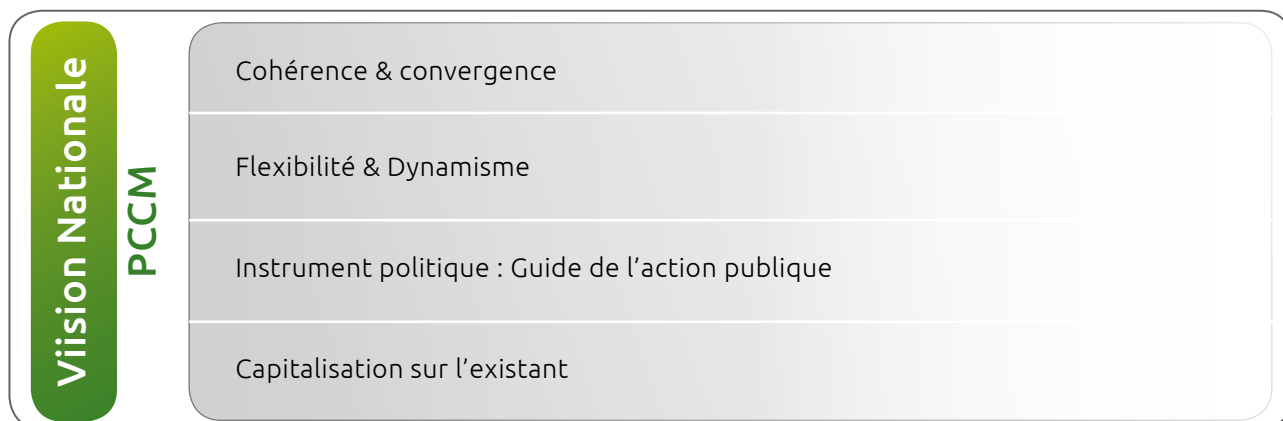 Viision Nationale
PCCM
Cohérence & convergence
Flexibilité & Dynamisme
Instrument politique : Guide de l’action publique
Capitalisation sur l’existant